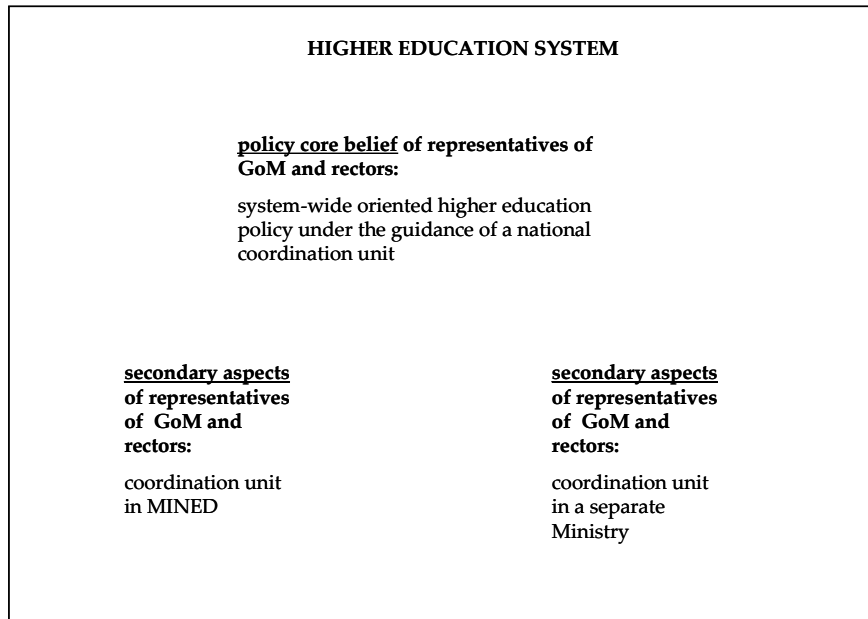 HIGHER EDUCATION SYSTEM
policy core belief of representatives of
GoM and rectors:
system-wide oriented higher education
policy under the guidance of a national
coordination unit
secondary aspects
of representatives
of GoM and
rectors:
coordination unit
in MINED
secondary aspects
of representatives
of GoM and
rectors:
coordination unit
in a separate
Ministry